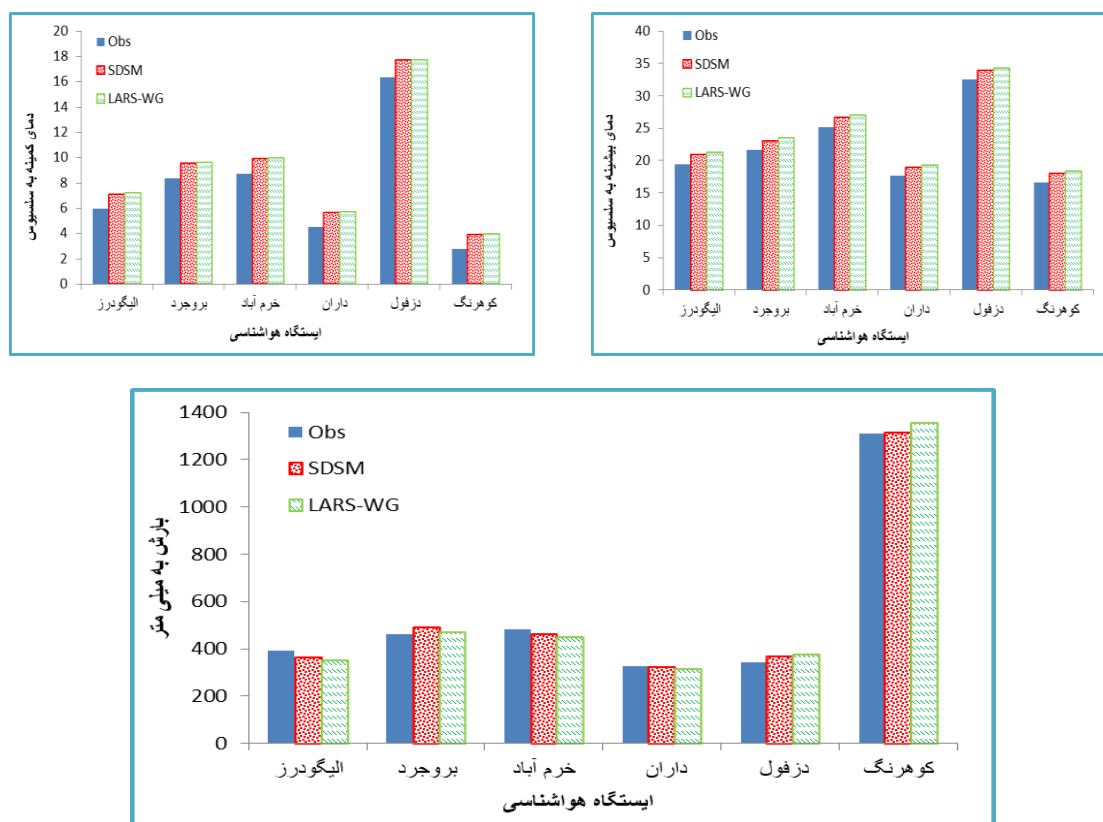 20
18
16
14
12
10
8
6
4
2
0
دمای کمینه به سلسیوس
Obs
SDSM
LARS-WG
الیگودرز
بروجرد
خرم آباد
داران
دزفول
کوهرنگ
ایستگاه هواشناسی
40
35
30
25
20
15
10
5
0
دمای بیشینه به سلسیوس
Obs
SDSM
LARS-WG
الیگودرز
بروجرد
خرم آباد
داران
دزفول
کوهرنگ
ایستگاه هواشناسی
1400
1200
1000
800
600
400
200
0
بارش به میلی متر
Obs
SDSM
LARS-WG
الیگودرز
بروجرد
خرم آباد
داران
دزفول
کوهرنگ
ایستگاه هواشناسی